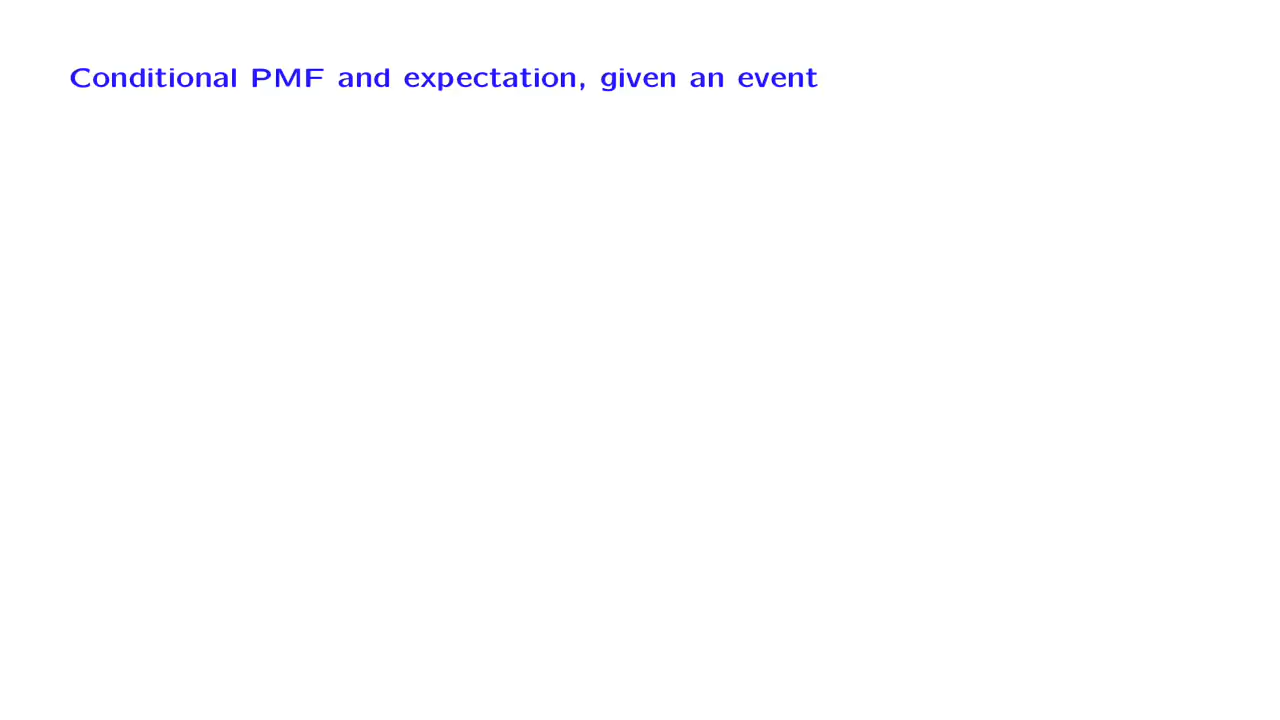 Conditional PMF and expectation, given an event